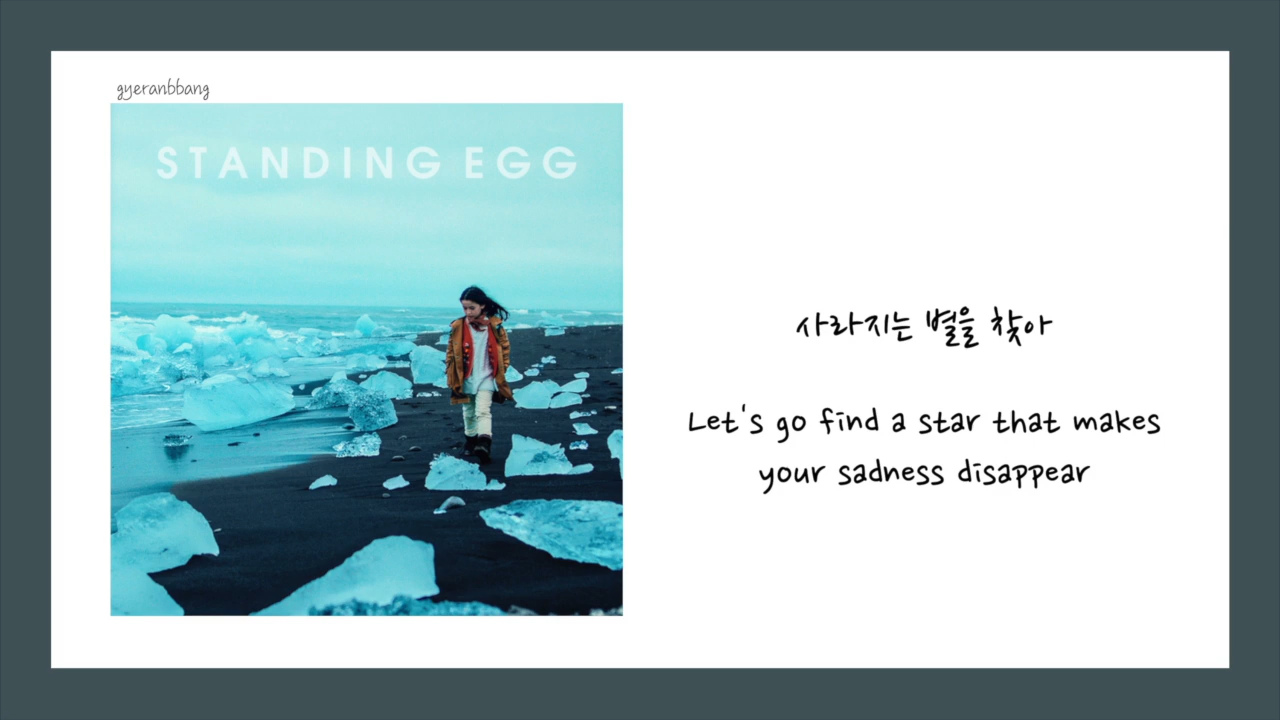 gyeranbbang
STANDING EGG
사라지는 별을 찾아
Let's go find a star that makes
your sadness disappear